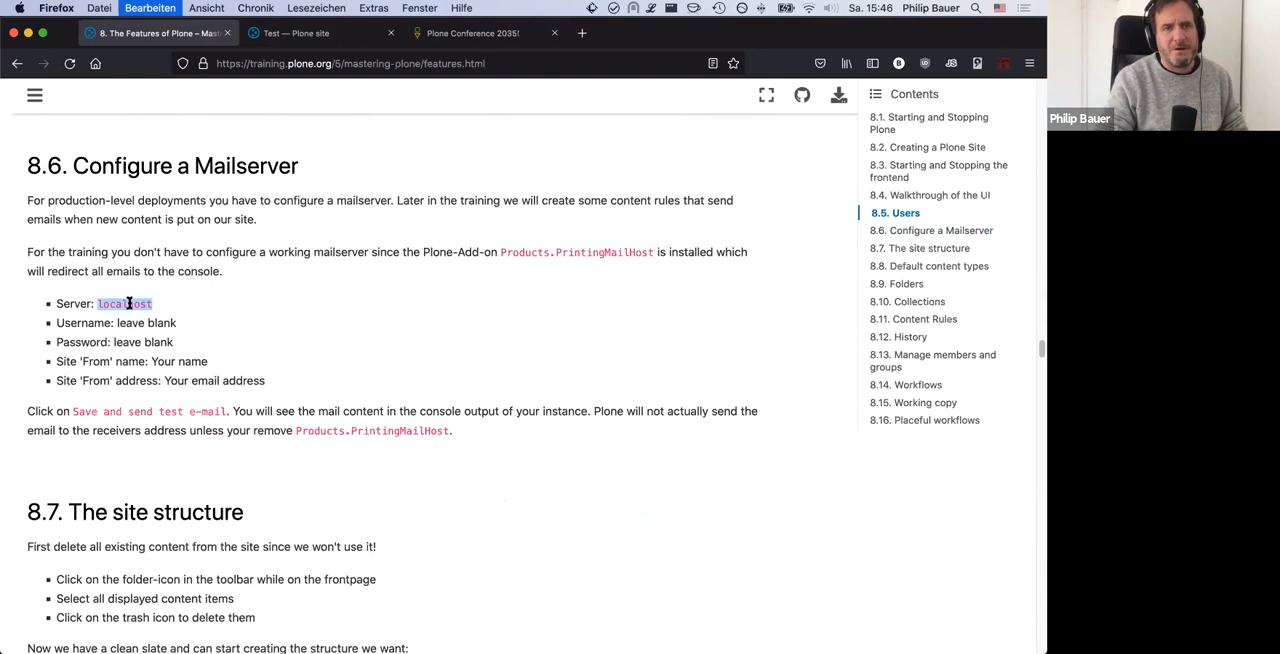 Firefox Datei Bearbeiten Ansicht Chronik Lesezeichen Extras Fenster Hilfe Sa. 15:46 Philip Bauer
8. The Features of Plone – Mast Test — Plone site Plone Conference 2035!
https://training.plone.org/5/mastering-plone/features.html
Contents
8.1. Starting and Stopping
Plone
8.2. Creating a Plone Site
8.3. Starting and Stopping the
frontend
8.4. Walkthrough of the UI
8.5. Users
8.6. Configure a Mailserver
8.7. The site structure
8.8. Default content types
8.9. Folders
8.10. Collections
8.11. Content Rules
8.12. History
8.13. Manage members and
groups
8.14. Workflows
8.15. Working copy
8.16. Placeful workflows
8.6. Configure a Mailserver
For production-level deployments you have to configure a mailserver. Later in the training we will create some content rules that send
emails when new content is put on our site.
For the training you don't have to configure a working mailserver since the Plone-Add-on Products.PrintingMailHost is installed which
will redirect all emails to the console.
Server: localhost
Username: leave blank
Password: leave blank
Site 'From' name: Your name
Site 'From' address: Your email address
Click on Save and send test e-mail. You will see the mail content in the console output of your instance. Plone will not actually send the
email to the receivers address unless your remove Products.PrintingMailHost.
8.7. The site structure
First delete all existing content from the site since we won't use it!
Click on the folder-icon in the toolbar while on the frontpage
Select all displayed content items
Click on the trash icon to delete them
Now we have a clean slate and can start creating the structure we want:
Philip Bauer